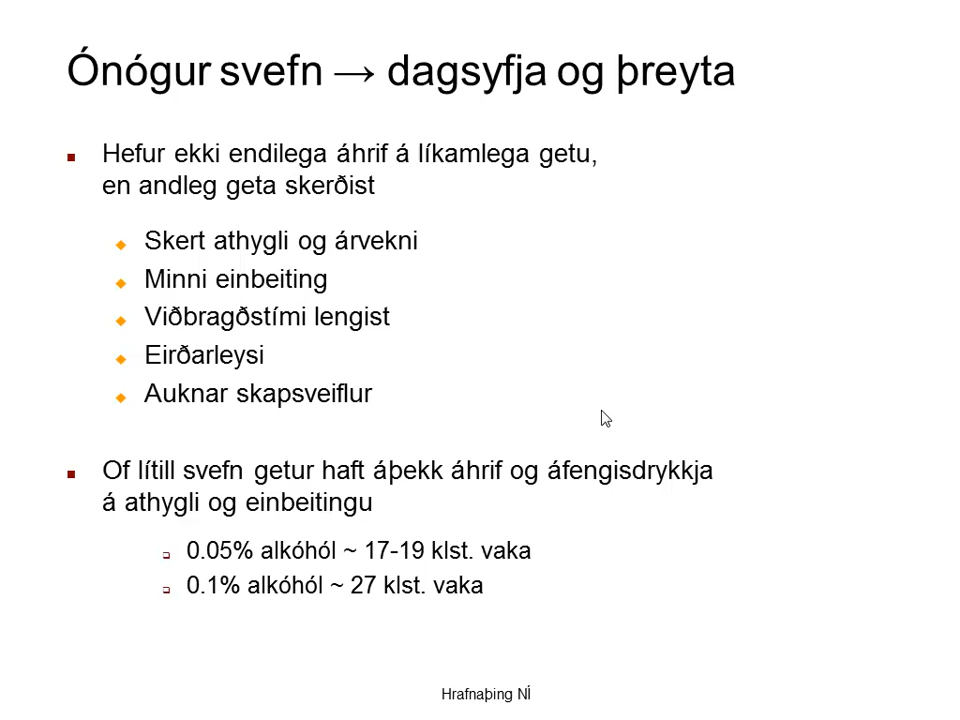 Ónógur svefn → dagsyfja og þreyta
Hefur ekki endilega áhrif á líkamlega getu,
en andleg geta skerðist
Skert athygli og árvekni
Minni einbeiting
Viðbragðstími lengist
Eirðarleysi
Auknar skapsveiflur
Of lítill svefn getur haft áþekk áhrif og áfengisdrykkja
á athygli og einbeitingu
0.05% alkóhól ~ 17-19 klst. vaka
0.1% alkóhól ~ 27 klst. vaka
Hrafnaþing NÍ